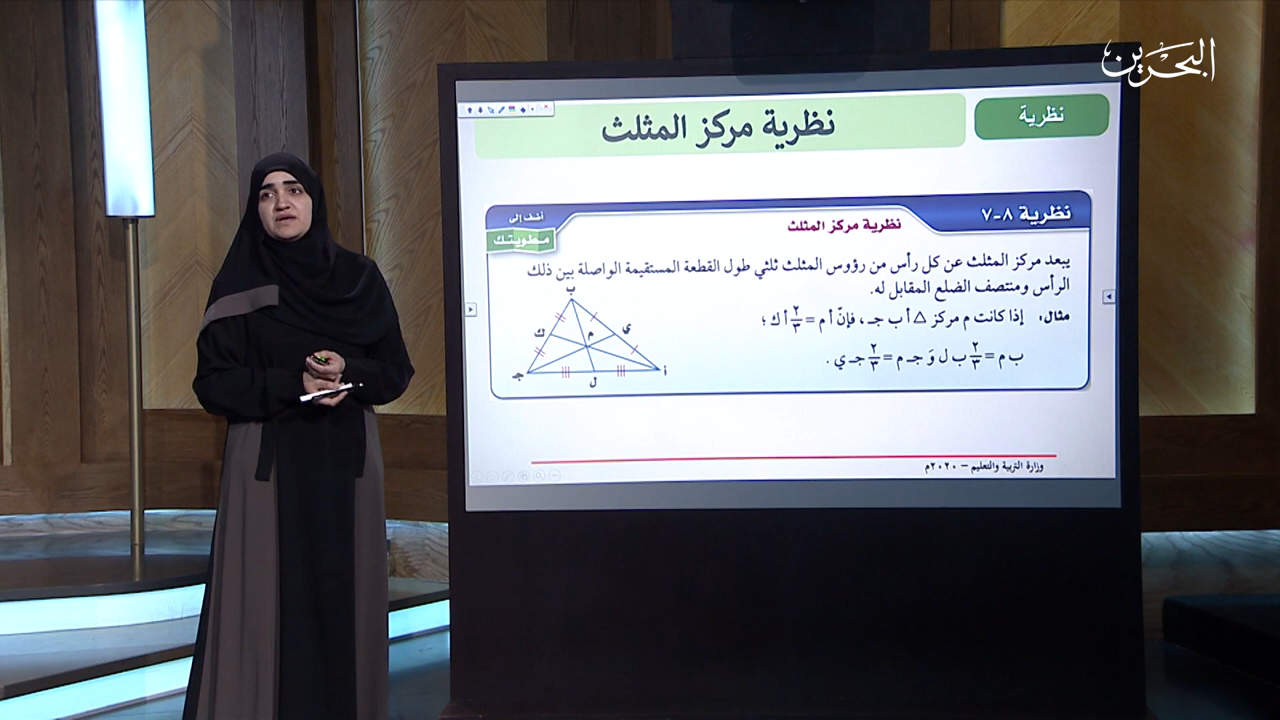 البحرين
نظرية
نظرية مركز المثلث
نظرية ٨-٧
نظرية مركز المثلث
أضف إلى
مطويتك
يبعد مركز المثلث عن كل رأس من رؤوس المثلث ثلثي طول القطعة المستقيمة الواصلة بين ذلك
الرأس ومنتصف الضلع المقابل له.
مثال: إذا كانت م مركز △ أ ب جـ، فإنّ أ م = ٢/٣ أ ك ؛
ب م = ٢/٣ ب ل وَ جـ م = ٢/٣ جـ ي .
ب
ي
ك
م
أ
ل
جـ
وزارة التربية والتعليم – ٢٠٢٠م